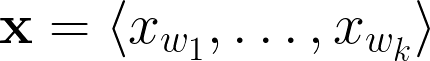 𝐱 = ⟨x_{w_1}, . . . , x_{w_k}⟩